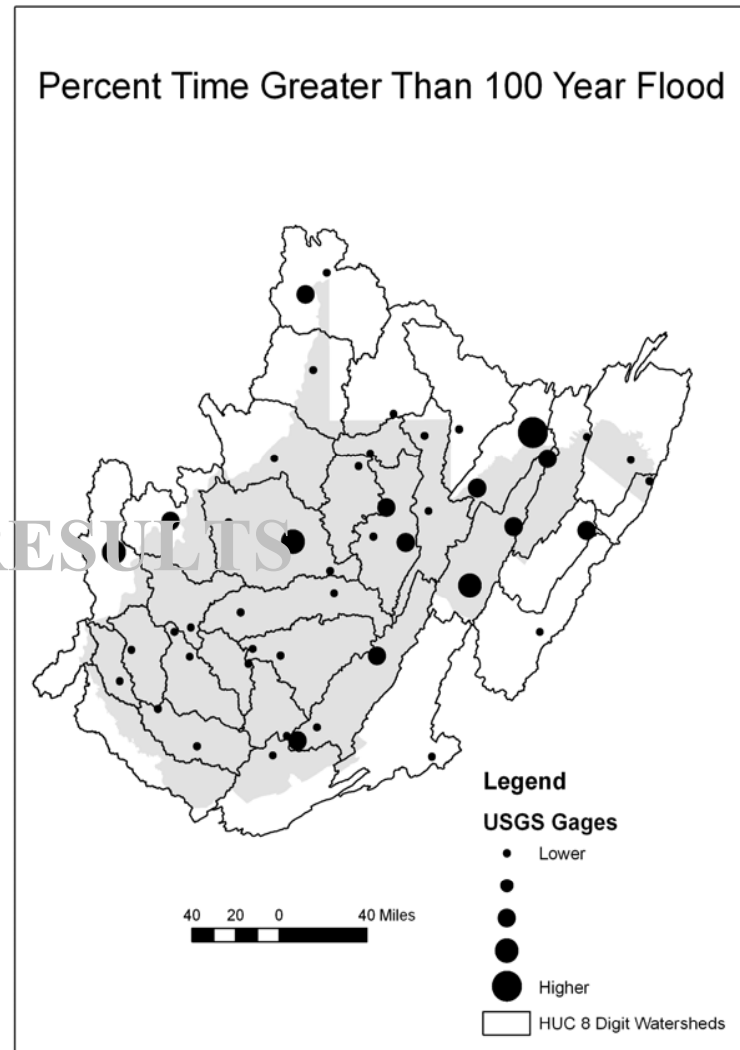 Percent Time Greater Than 100 Year Flood
RESULTS
Legend
USGS Gages
Lower
Higher
HUC 8 Digit Watersheds
40 20 0 40 Miles